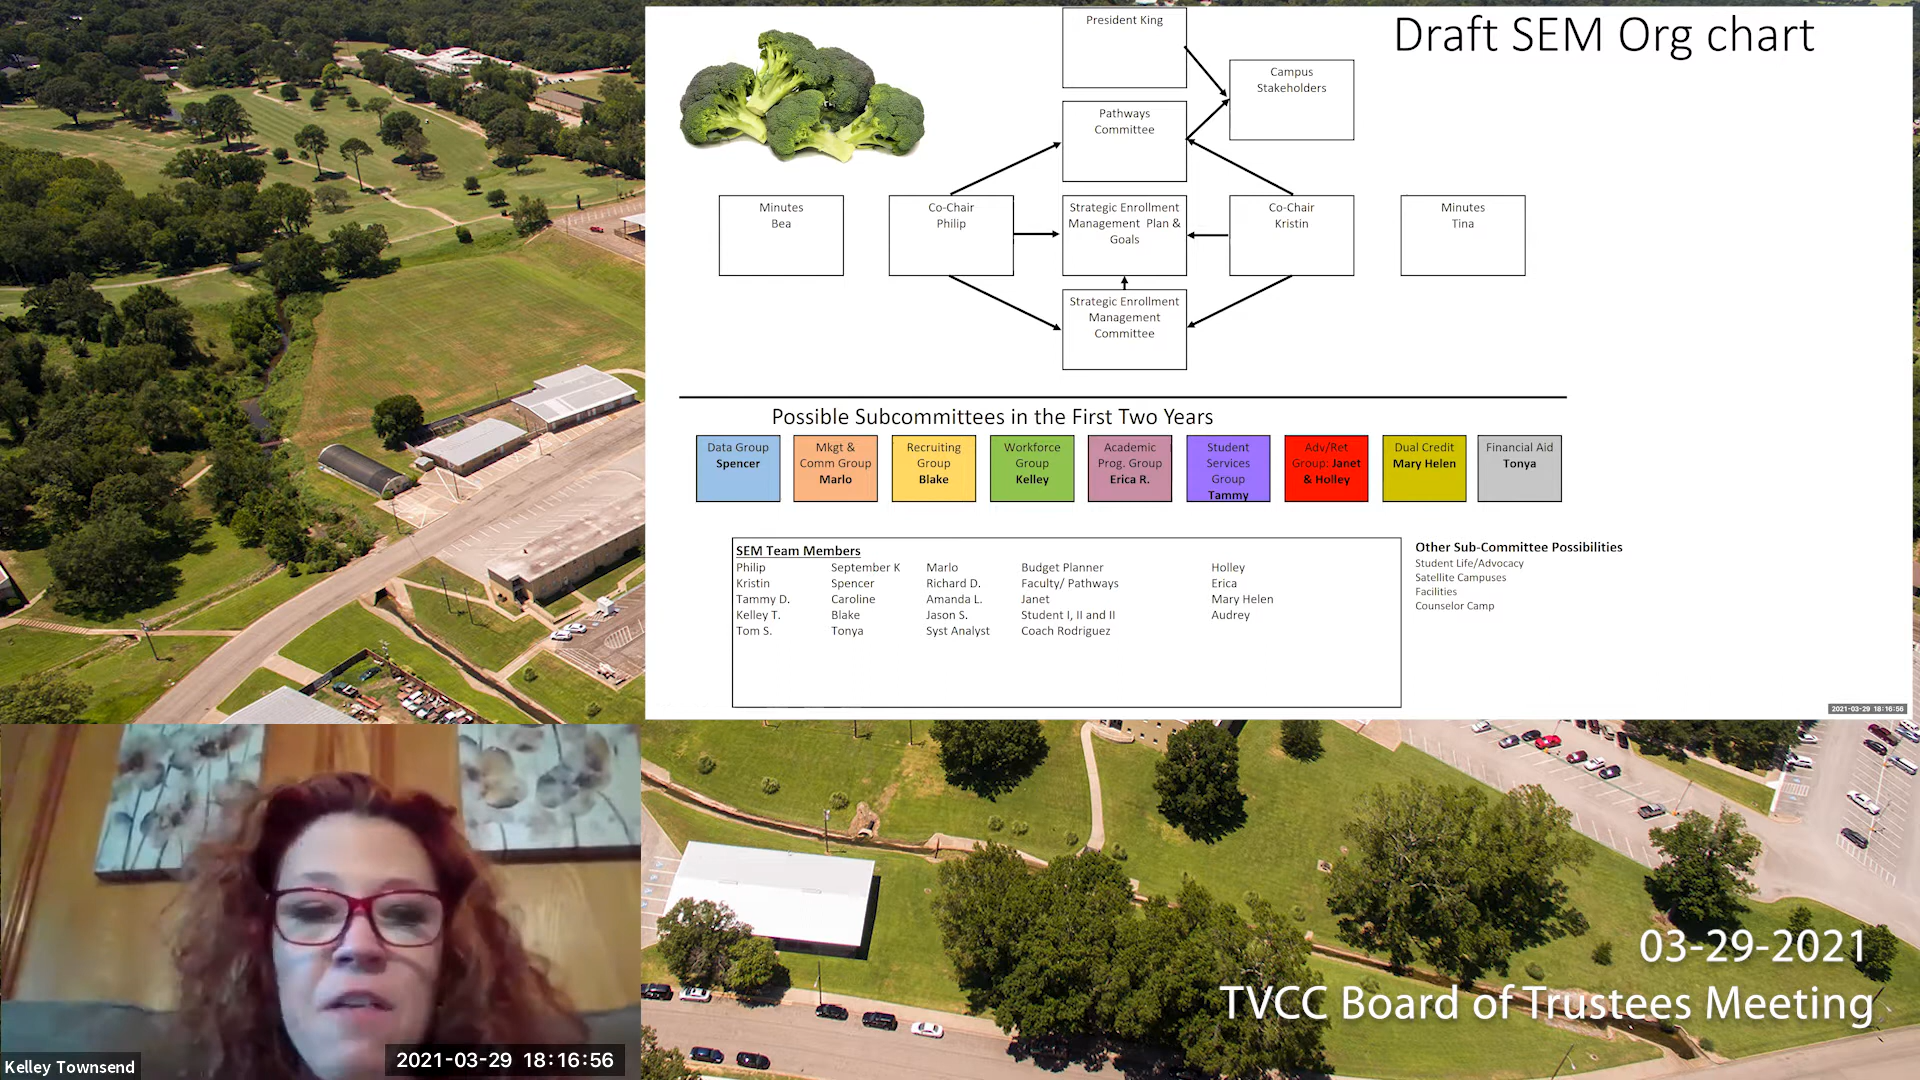 Draft SEM Org chart
President King
Campus
Stakeholders
Pathways
Committee
Minutes
Bea
Co-Chair
Philip
Strategic Enrollment
Management Plan &
Goals
Co-Chair
Kristin
Minutes
Tina
Strategic Enrollment
Management
Committee
Possible Subcommittees in the First Two Years
Data Group
Spencer
Mkgt &
Comm Group
Marlo
Recruiting
Group
Blake
Workforce
Group
Kelley
Academic
Prog. Group
Erica R.
Student
Services
Group
Tammy
Adv/Ret
Group: Janet
& Holley
Dual Credit
Mary Helen
Financial Aid
Tonya
SEM Team Members
Philip
Kristin
Tammy D.
Kelley T.
Tom S.
September K
Spencer
Caroline
Blake
Tonya
Marlo
Richard D.
Amanda L.
Jason S.
Syst Analyst
Budget Planner
Faculty/ Pathways
Janet
Student I, II and II
Coach Rodriguez
Holley
Erica
Mary Helen
Audrey
Other Sub-Committee Possibilities
Student Life/Advocacy
Satellite Campuses
Facilities
Counselor Camp
2021-03-29 18:16:56
03-29-2021
TVCC Board of Trustees Meeting
Kelley Townsend
2021-03-29 18:16:56